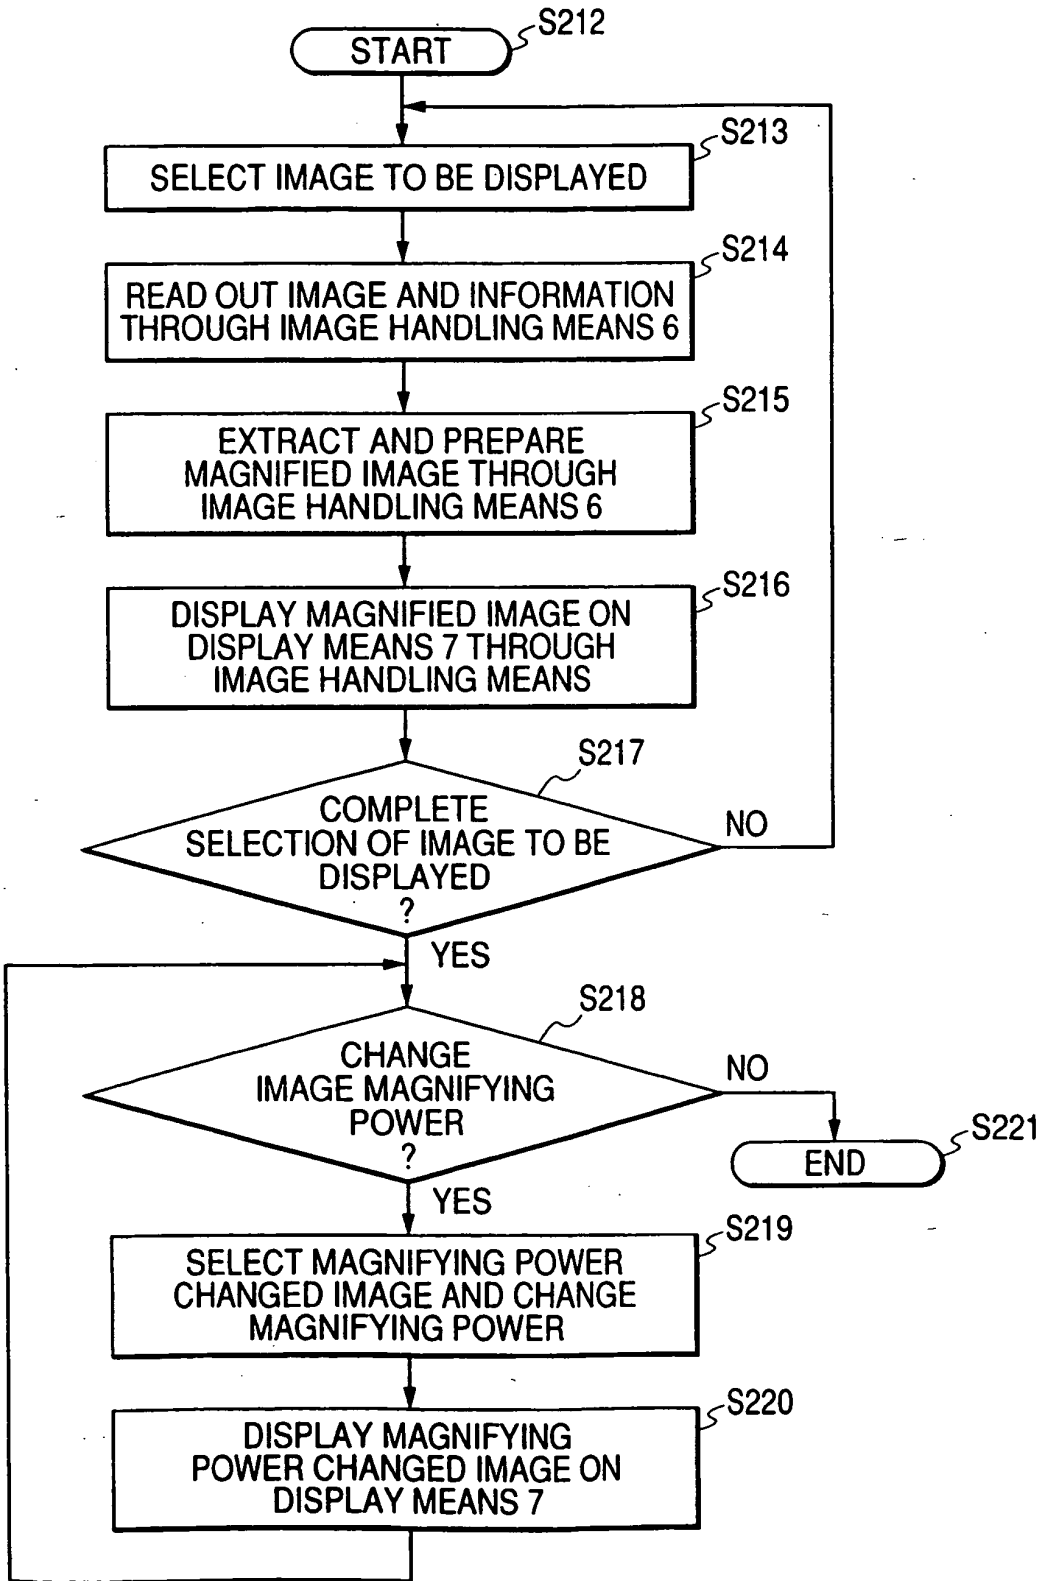 START
S212
S213
SELECT IMAGE TO BE DISPLAYED
S214
READ OUT IMAGE AND INFORMATION
THROUGH IMAGE HANDLING MEANS 6
S215
EXTRACT AND PREPARE
MAGNIFIED IMAGE THROUGH
IMAGE HANDLING MEANS 6
S216
DISPLAY MAGNIFIED IMAGE ON
DISPLAY MEANS 7 THROUGH
IMAGE HANDLING MEANS
S217
COMPLETE
SELECTION OF IMAGE TO BE
DISPLAYED
?
NO
YES
S218
CHANGE
IMAGE MAGNIFYING
POWER
?
NO
S221
END
YES
S219
SELECT MAGNIFYING POWER
CHANGED IMAGE AND CHANGE
MAGNIFYING POWER
S220
DISPLAY MAGNIFYING
POWER CHANGED IMAGE ON
DISPLAY MEANS 7